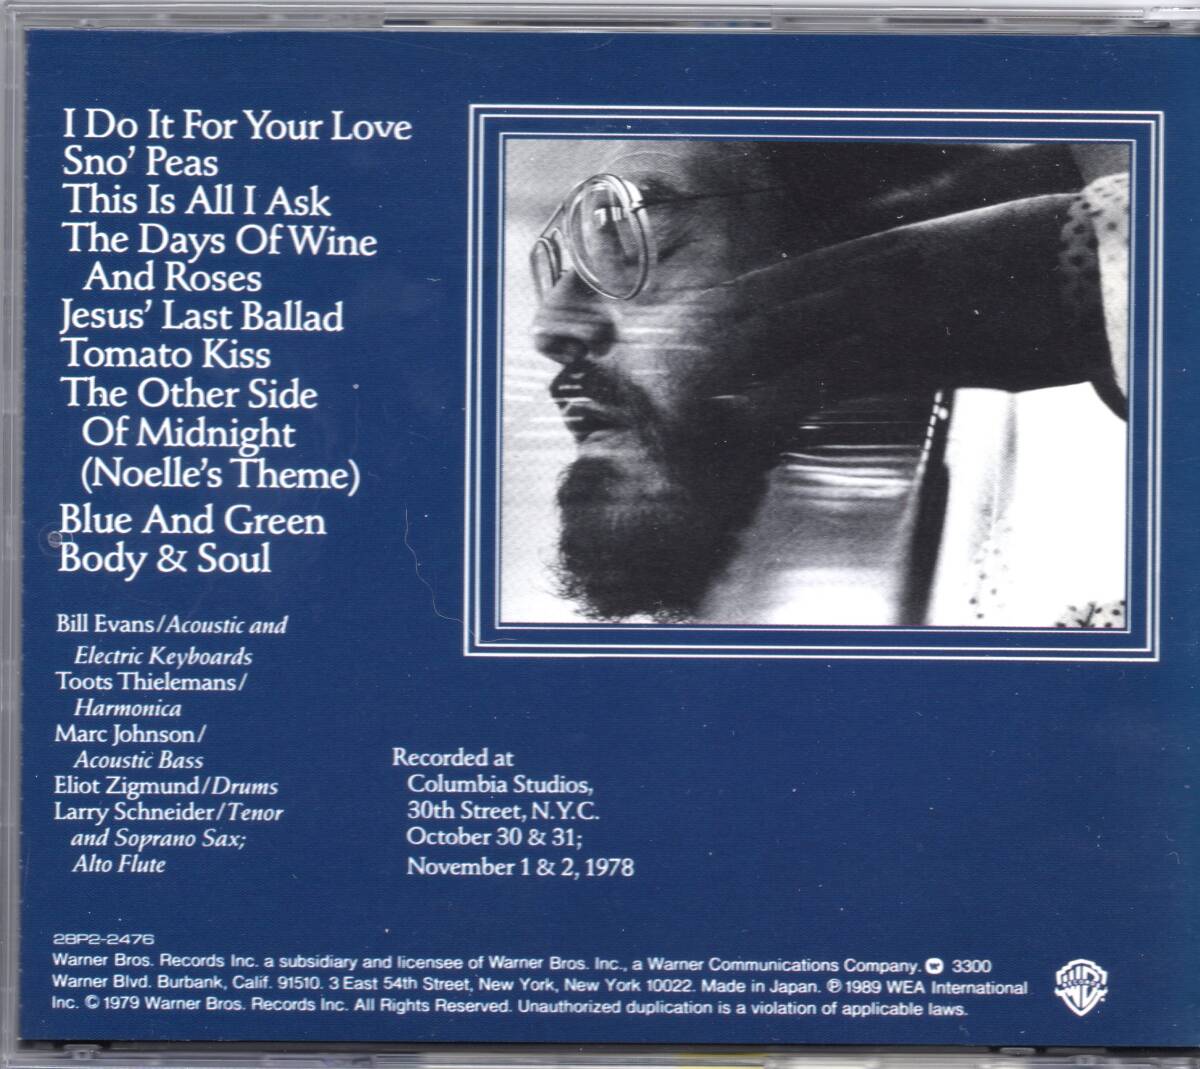 I Do It For Your Love
Sno' Peas
This Is All I Ask
The Days Of Wine
And Roses
Jesus' Last Ballad
Tomato Kiss
The Other Side
Of Midnight
(Noelle's Theme)
Blue And Green
Body & Soul
Bill Evans/Acoustic and
Electric Keyboards
Toots Thielemans/
Harmonica
Marc Johnson/
Acoustic Bass
Eliot Zigmund/Drums
Larry Schneider/Tenor
and Soprano Sax;
Alto Flute
Recorded at
Columbia Studios,
30th Street, N.Y.C.
October 30 & 31;
November 1 & 2, 1978
28P2-2476
Warner Bros. Records Inc. a subsidiary and licensee of Warner Bros. Inc., a Warner Communications Company. 3300
Warner Blvd. Burbank, Calif. 91510. 3 East 54th Street, New York, New York 10022. Made in Japan. ℗ 1989 WEA International
Inc. © 1979 Warner Bros. Records Inc. All Rights Reserved. Unauthorized duplication is a violation of applicable laws.
WB
RECORDS